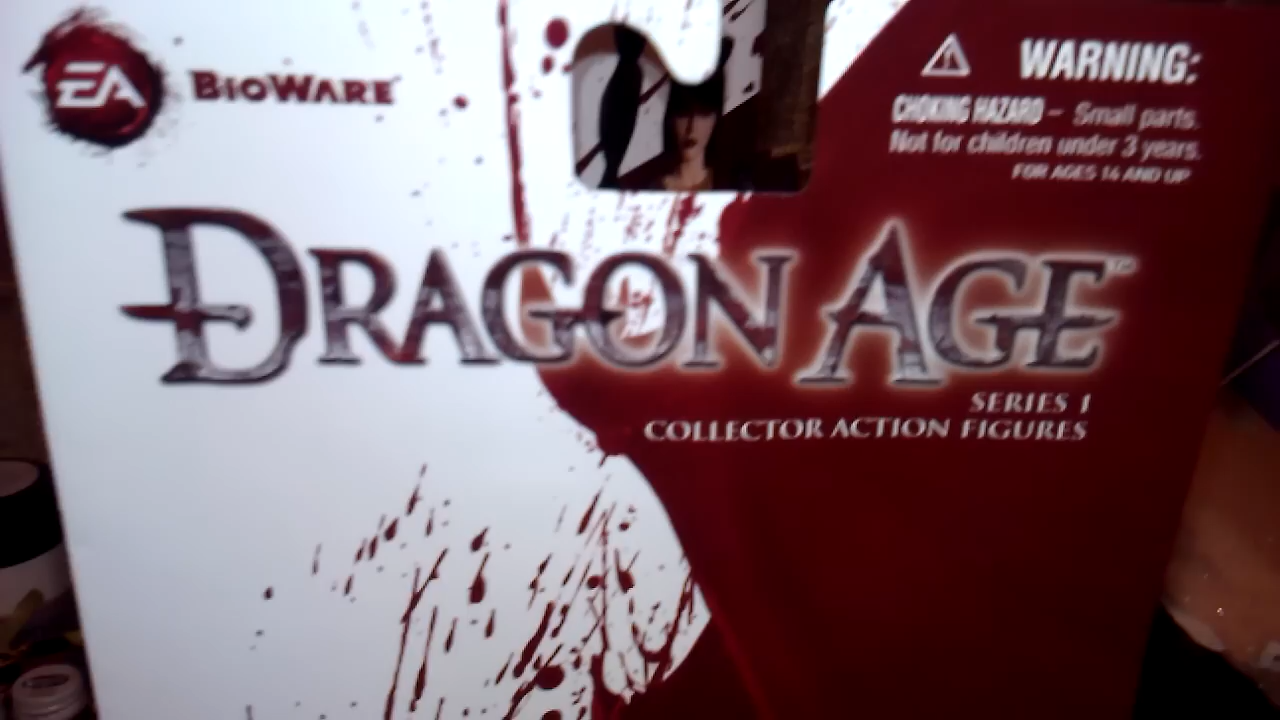 EA
BIOWARE
WARNING:
CHOKING HAZARD – Small parts.
Not for children under 3 years.
FOR AGES 14 AND UP
DRAGON AGE™
SERIES 1
COLLECTOR ACTION FIGURES